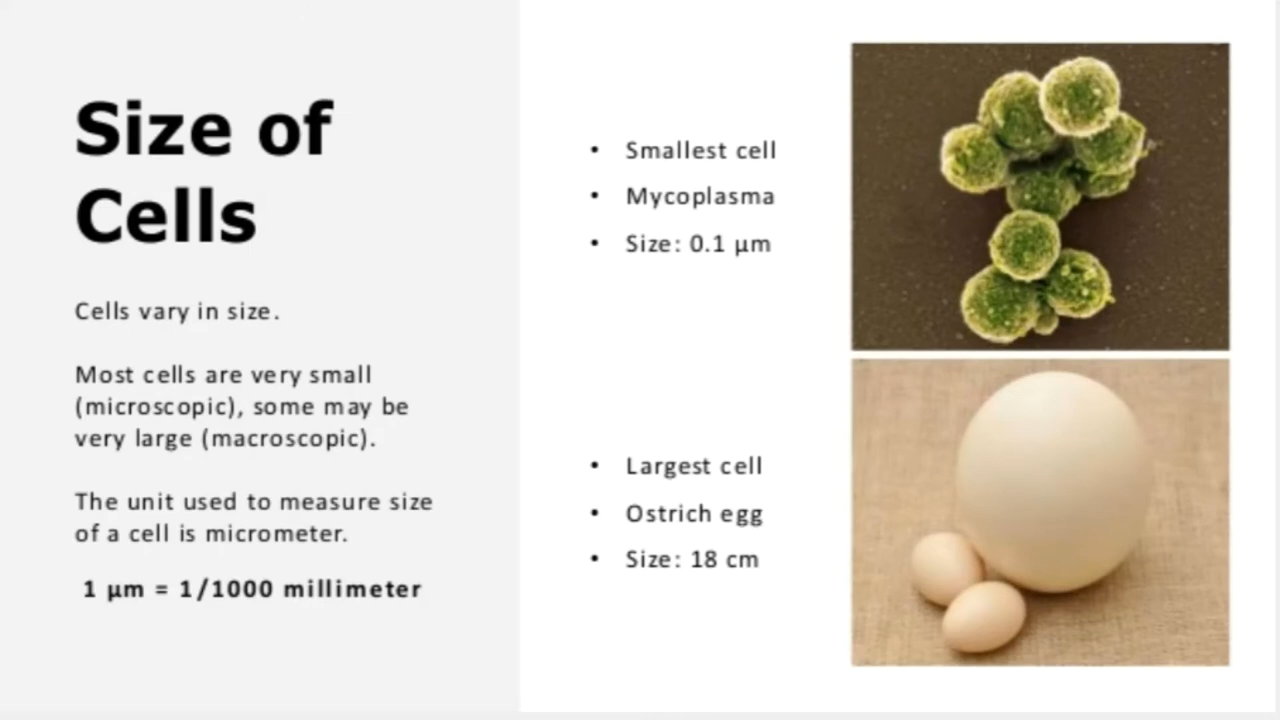 Size of
Cells
Cells vary in size.
Most cells are very small
(microscopic), some may be
very large (macroscopic).
The unit used to measure size
of a cell is micrometer.
1 μm = 1/1000 millimeter
• Smallest cell
• Mycoplasma
• Size: 0.1 μm
• Largest cell
• Ostrich egg
• Size: 18 cm